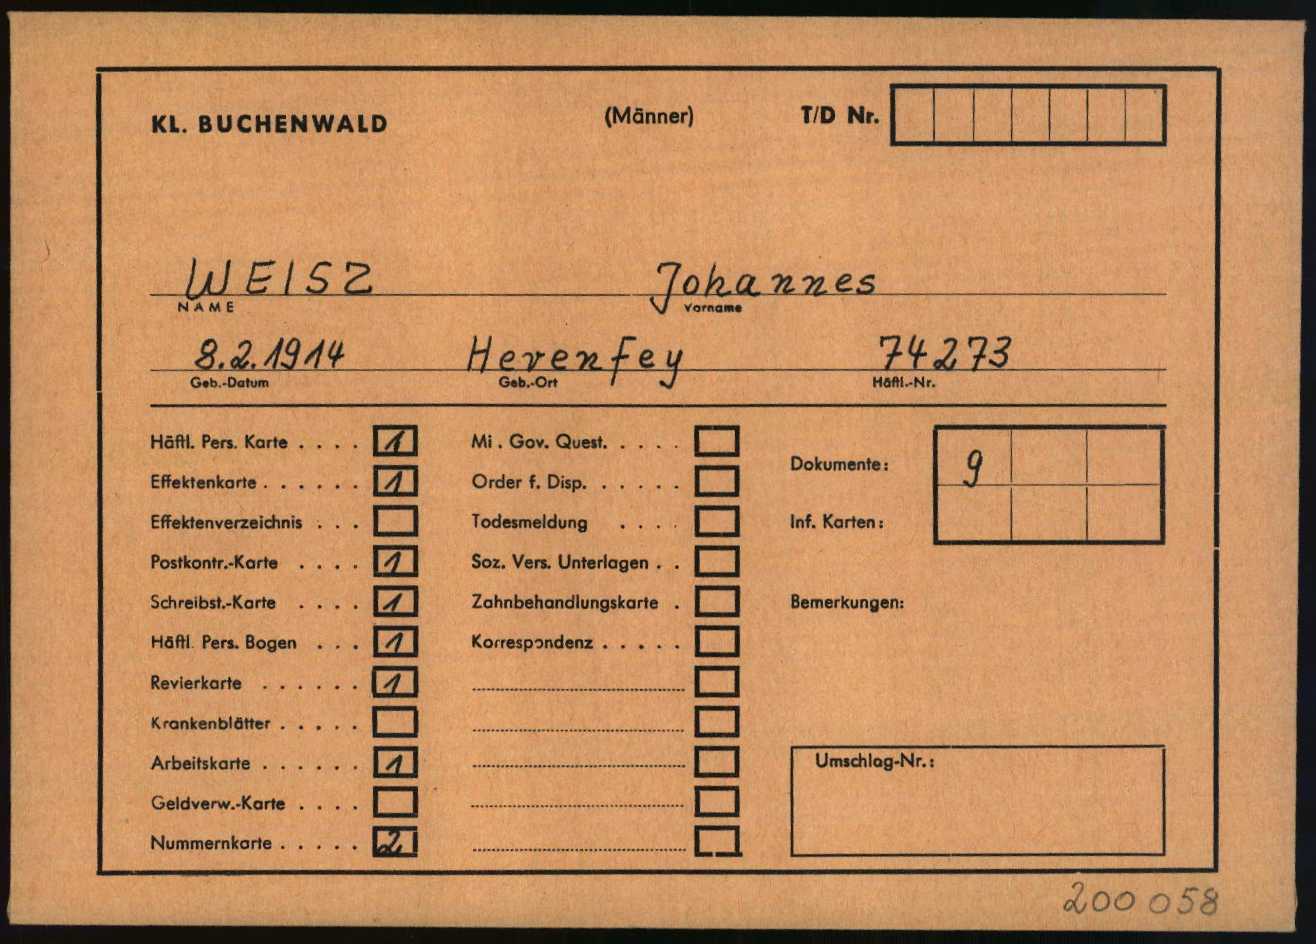 KL. BUCHENWALD (Männer) T/D Nr.
WEISZ Johannes
NAME Vorname
8.2.1914 Herenfey 74273
Geb.-Datum Geb.-Ort Häftl.-Nr.
Häftl. Pers. Karte . . . . 1 Mi. Gov. Quest. . . . . Dokumente: 9
Effektenkarte . . . . . . 1 Order f. Disp. . . . . .
Effektenverzeichnis . . . Todesmeldung . . . . Inf. Karten:
Postkontr.-Karte . . . . 1 Soz. Vers. Unterlagen . .
Schreibst.-Karte . . . . 1 Zahnbehandlungskarte . Bemerkungen:
Häftl. Pers. Bogen . . . 1 Korrespondenz . . . . .
Revierkarte . . . . . . 1
Krankenblätter . . . . .
Arbeitskarte . . . . . . 1 Umschlag-Nr.:
Geldverw.-Karte . . . .
Nummernkarte . . . . . 2
200 058